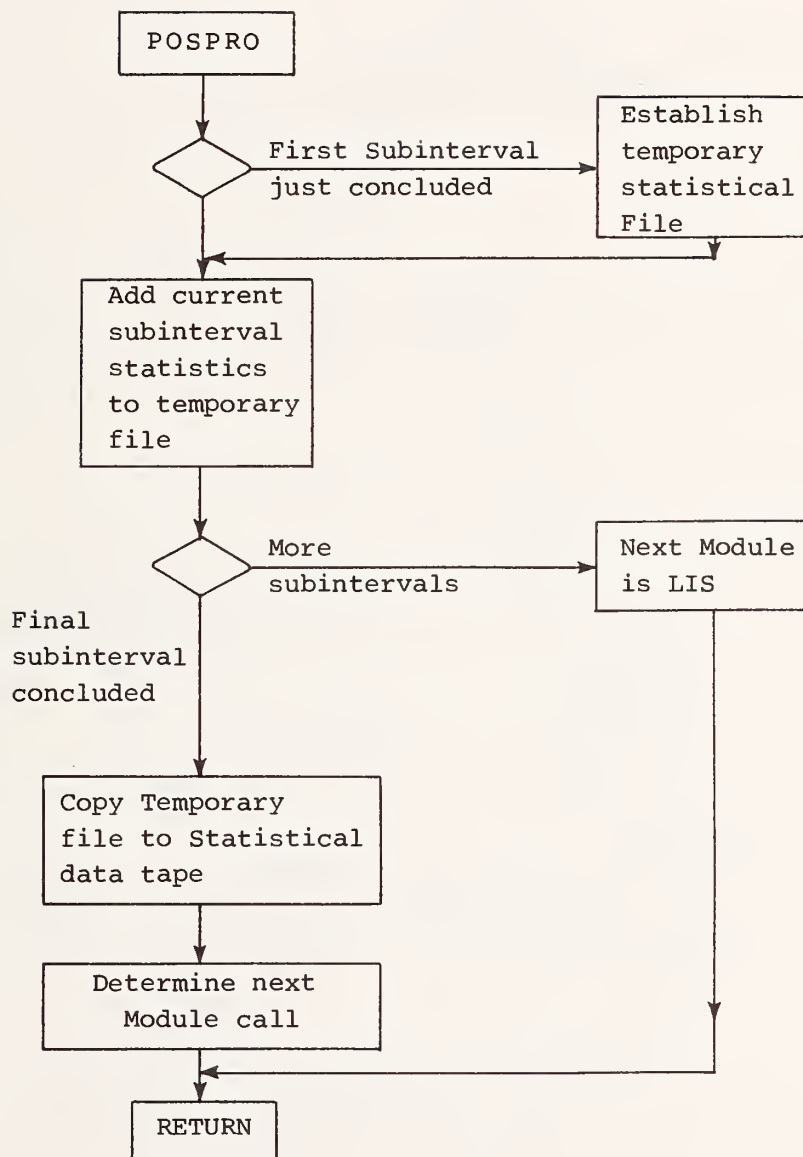 POSPRO
First Subinterval
just concluded
Establish
temporary
statistical
File
Add current
subinterval
statistics
to temporary
file
More
subintervals
Next Module
is LIS
Final
subinterval
concluded
Copy Temporary
file to Statistical
data tape
Determine next
Module call
RETURN